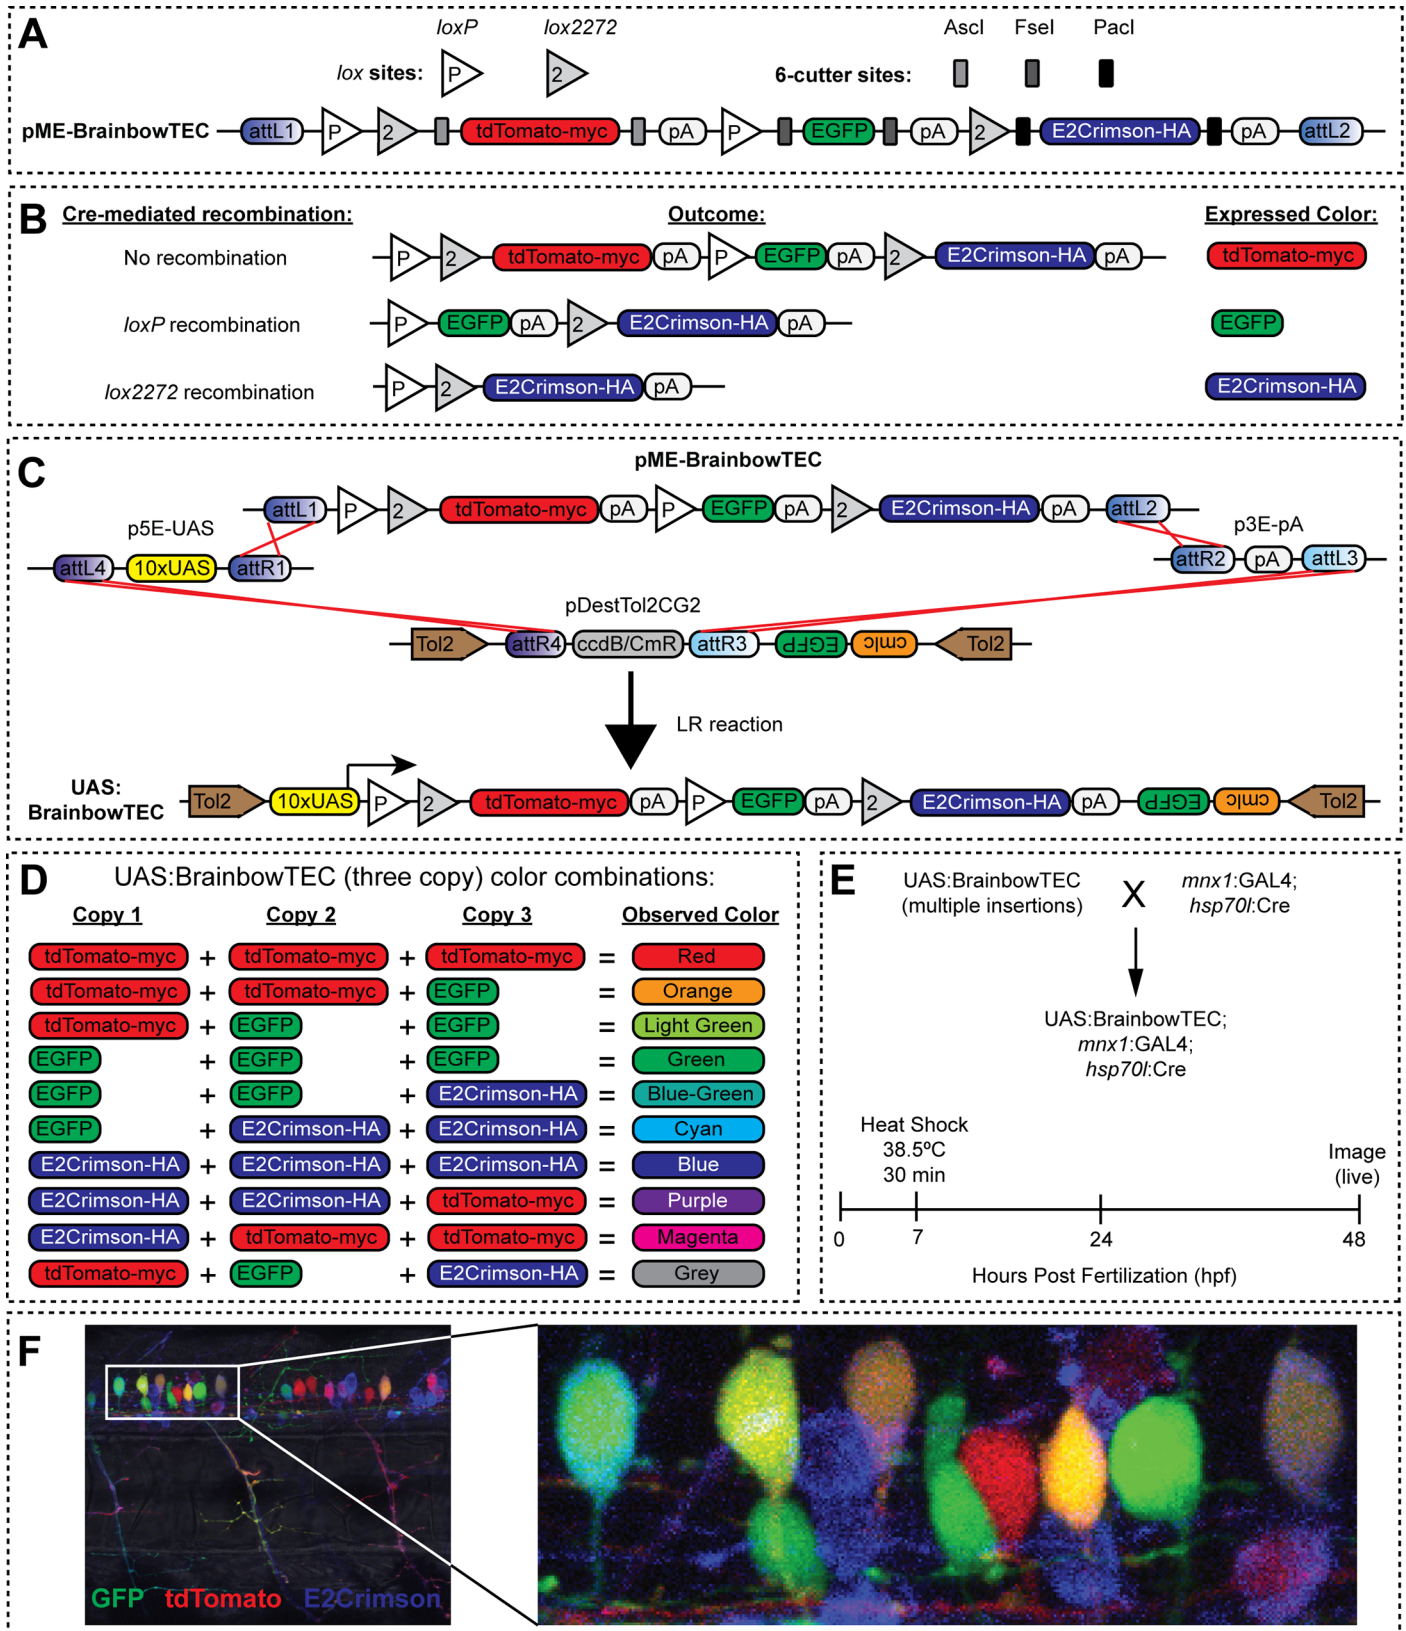 A
loxP lox2272 AscI FseI PacI
lox sites: P 2 6-cutter sites:
pME-BrainbowTEC attL1 P 2 tdTomato-myc pA P EGFP pA 2 E2Crimson-HA pA attL2
B
Cre-mediated recombination: Outcome: Expressed Color:
No recombination P 2 tdTomato-myc pA P EGFP pA 2 E2Crimson-HA pA tdTomato-myc
loxP recombination P EGFP pA 2 E2Crimson-HA pA EGFP
lox2272 recombination P 2 E2Crimson-HA pA E2Crimson-HA
C
pME-BrainbowTEC
attL1 P 2 tdTomato-myc pA P EGFP pA 2 E2Crimson-HA pA attL2
p5E-UAS p3E-pA
attL4 10xUAS attR1 attR2 pA attL3
pDestTol2CG2
Tol2 attR4 ccdB/CmR attR3 EGFP cmlc Tol2
LR reaction
UAS:
BrainbowTEC
Tol2 10xUAS P 2 tdTomato-myc pA P EGFP pA 2 E2Crimson-HA pA EGFP cmlc Tol2
D
UAS:BrainbowTEC (three copy) color combinations:
Copy 1 Copy 2 Copy 3 Observed Color
tdTomato-myc + tdTomato-myc + tdTomato-myc = Red
tdTomato-myc + tdTomato-myc + EGFP = Orange
tdTomato-myc + EGFP + EGFP = Light Green
EGFP + EGFP + EGFP = Green
EGFP + EGFP + E2Crimson-HA = Blue-Green
EGFP + E2Crimson-HA + E2Crimson-HA = Cyan
E2Crimson-HA + E2Crimson-HA + E2Crimson-HA = Blue
E2Crimson-HA + E2Crimson-HA + tdTomato-myc = Purple
E2Crimson-HA + tdTomato-myc + tdTomato-myc = Magenta
tdTomato-myc + EGFP + E2Crimson-HA = Grey
E
UAS:BrainbowTEC
(multiple insertions)
X
mnx1:GAL4;
hsp70l:Cre
UAS:BrainbowTEC;
mnx1:GAL4;
hsp70l:Cre
Heat Shock
38.5ºC
30 min
Image
(live)
0 7 24 48
Hours Post Fertilization (hpf)
F
GFP tdTomato E2Crimson